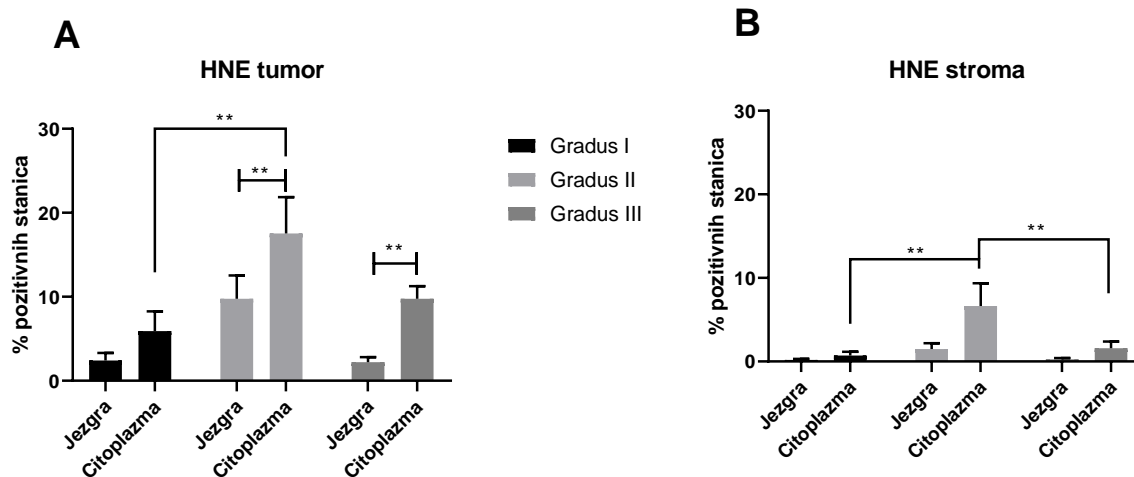 A
HNE tumor
% pozitivnih stanica
30
20
10
0
**
**
**
Jezgra
Citoplazma
Jezgra
Citoplazma
Jezgra
Citoplazma
Gradus I
Gradus II
Gradus III
B
HNE stroma
% pozitivnih stanica
30
20
10
0
**
**
Jezgra
Citoplazma
Jezgra
Citoplazma
Jezgra
Citoplazma